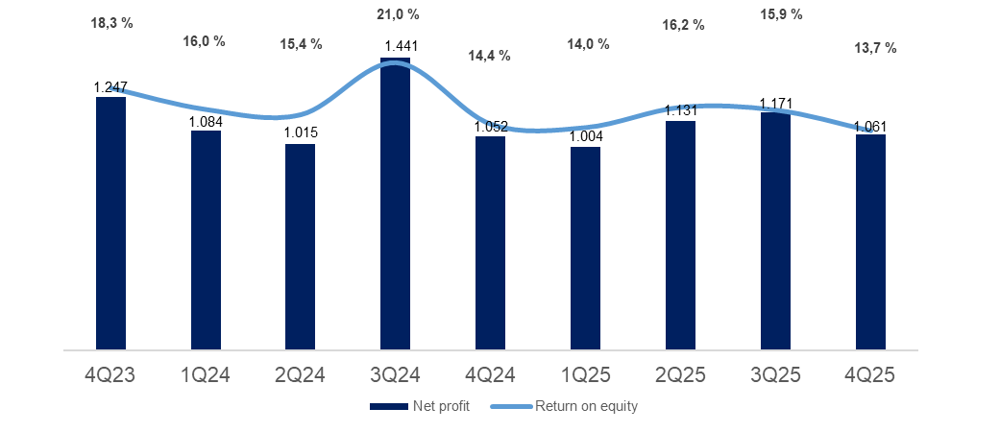 18,3 %
16,0 %
15,4 %
21,0 %
14,4 %
14,0 %
16,2 %
15,9 %
13,7 %
1.247
1.084
1.015
1.441
1.052
1.004
1.131
1.171
1.061
4Q23
1Q24
2Q24
3Q24
4Q24
1Q25
2Q25
3Q25
4Q25
Net profit
Return on equity